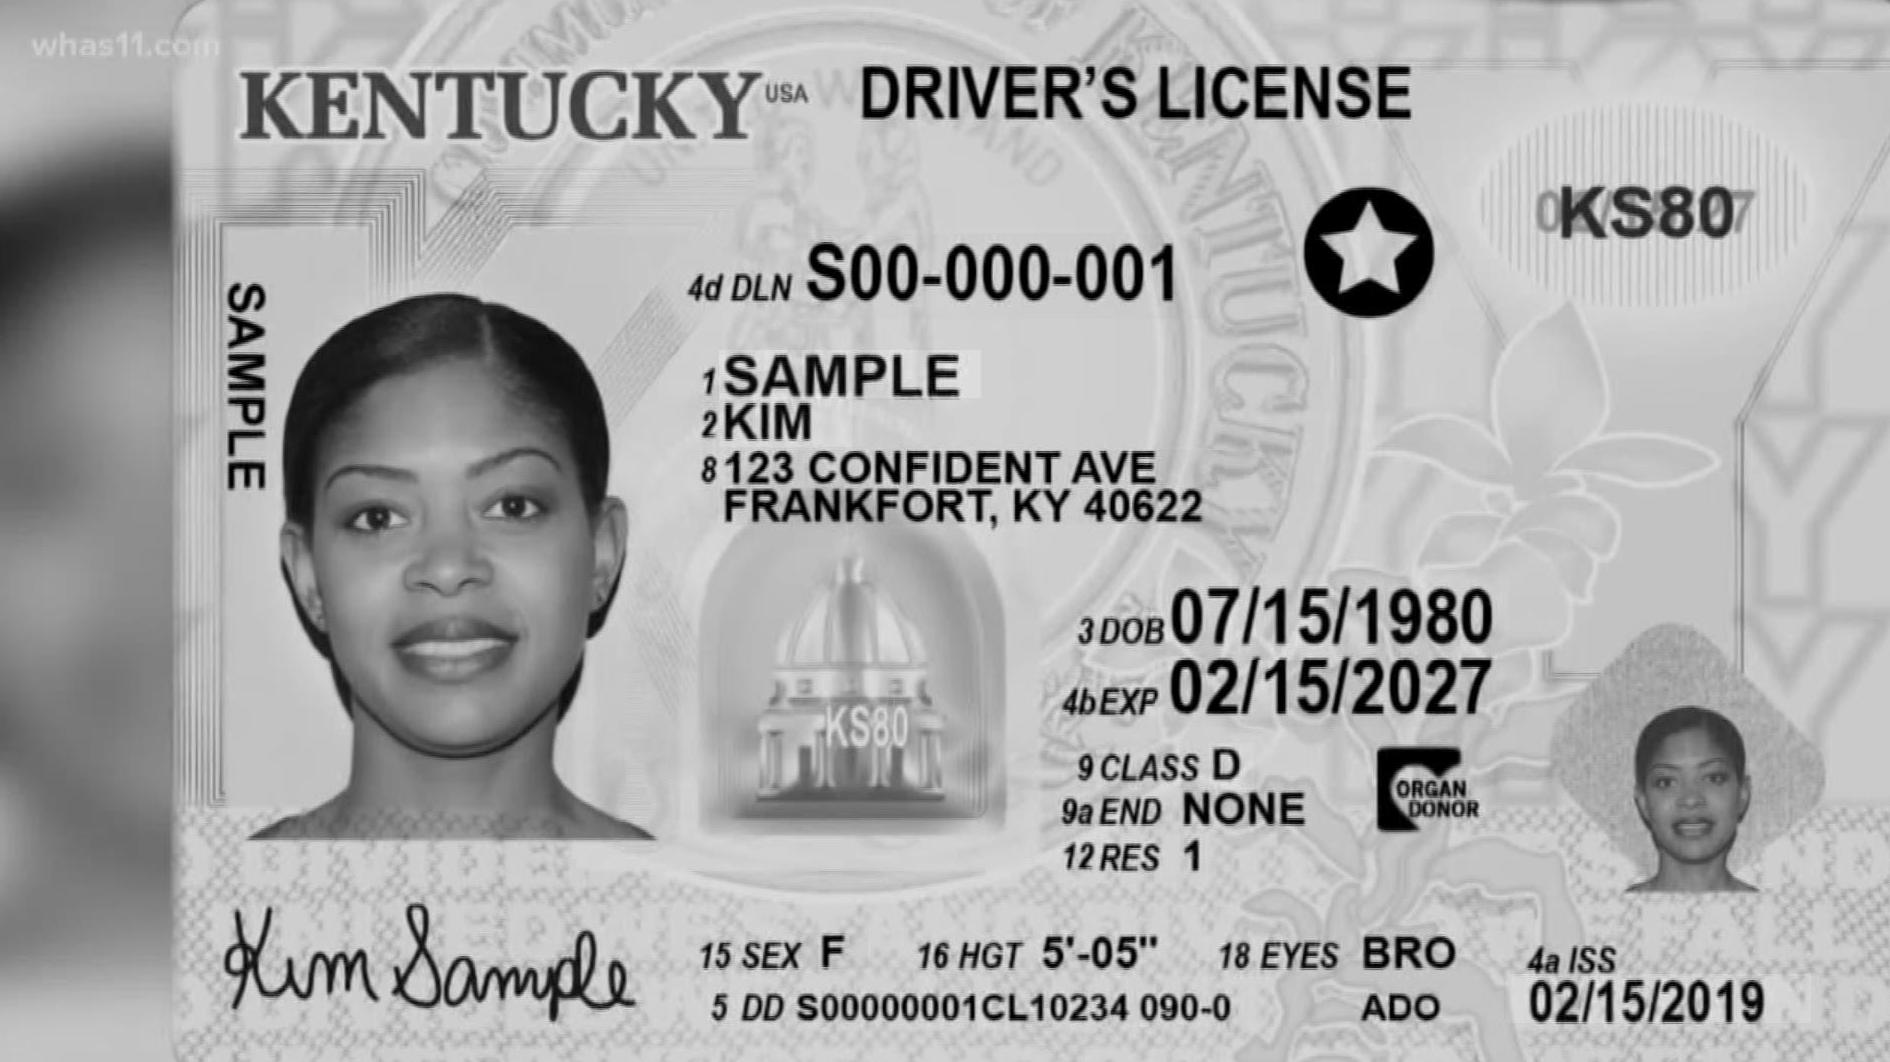 whas11.com
KENTUCKY USA DRIVER'S LICENSE
KS80
4d DLN S00-000-001
SAMPLE
1 SAMPLE
2 KIM
8 123 CONFIDENT AVE
FRANKFORT, KY 40622
KENTUCKY
3 DOB 07/15/1980
4b EXP 02/15/2027
KS80
9 CLASS D
9a END NONE
12 RES 1
ORGAN
DONOR
Kim Sample
15 SEX F 16 HGT 5'-05" 18 EYES BRO
4a ISS
5 DD S00000001CL10234 090-0 ADO
02/15/2019